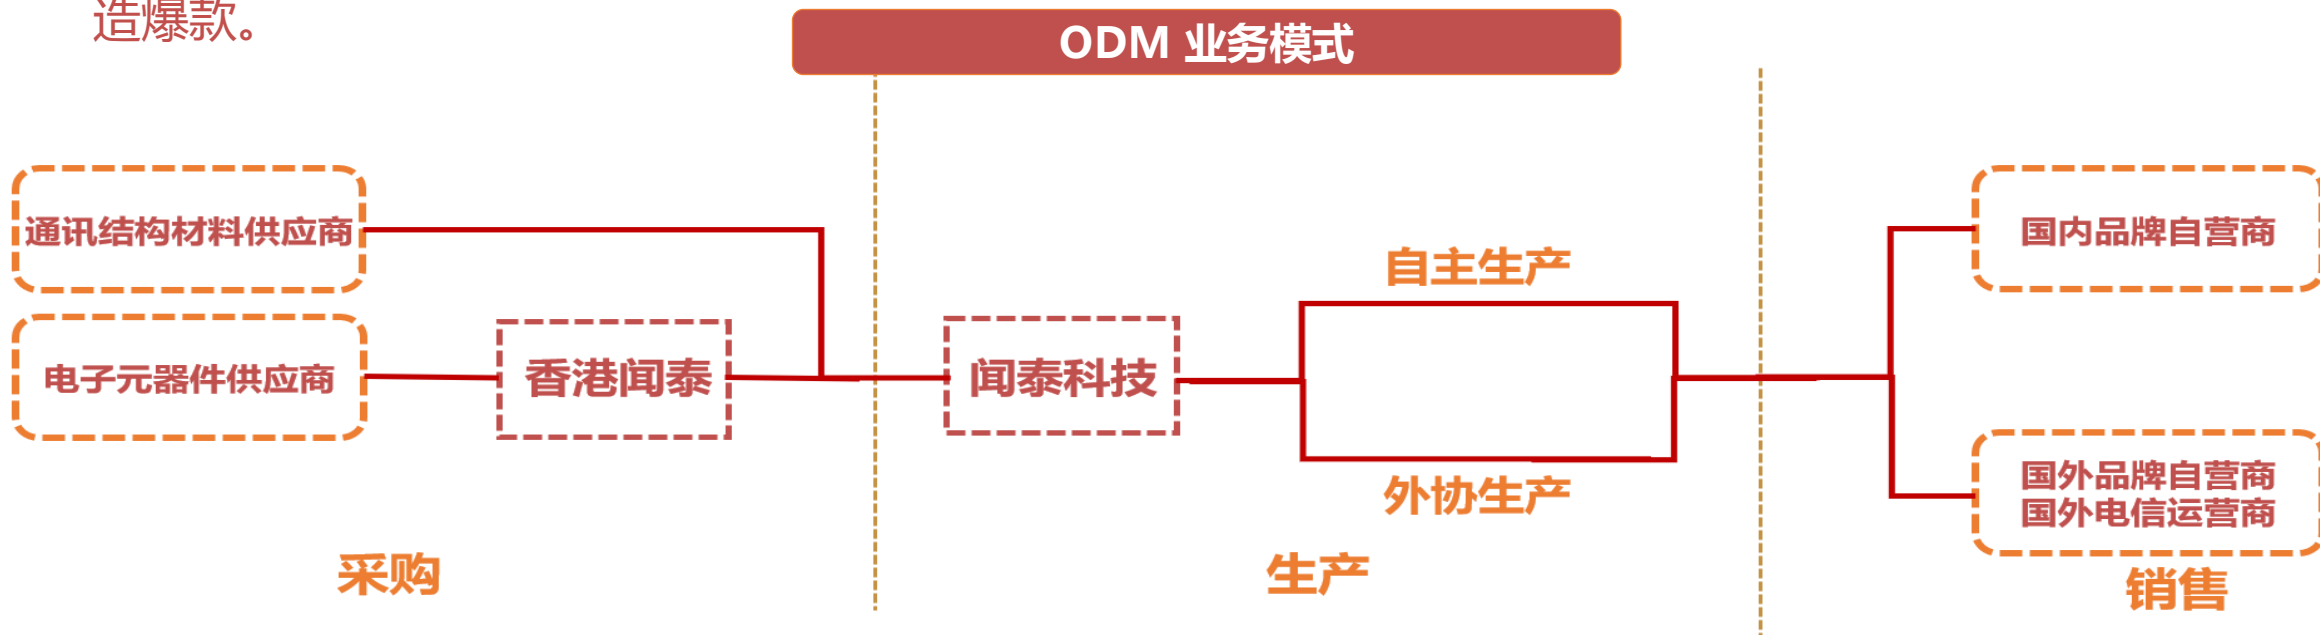 造爆款。
ODM 业务模式
通讯结构材料供应商
电子元器件供应商
香港闻泰
闻泰科技
自主生产
外协生产
国内品牌自营商
国外品牌自营商
国外电信运营商
采购
生产
销售